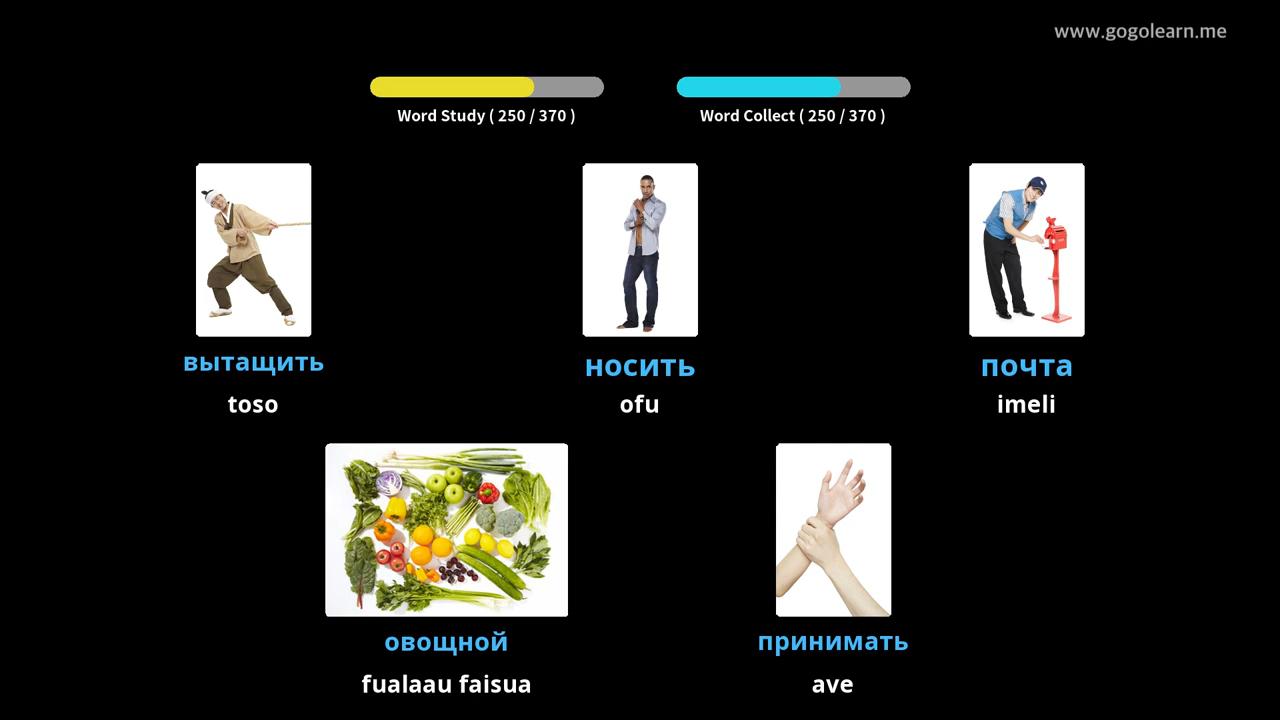 www.gogolearn.me
Word Study ( 250 / 370 )
Word Collect ( 250 / 370 )
вытащить
носить
почта
toso
ofu
imeli
овощной
принимать
fualaau faisua
ave